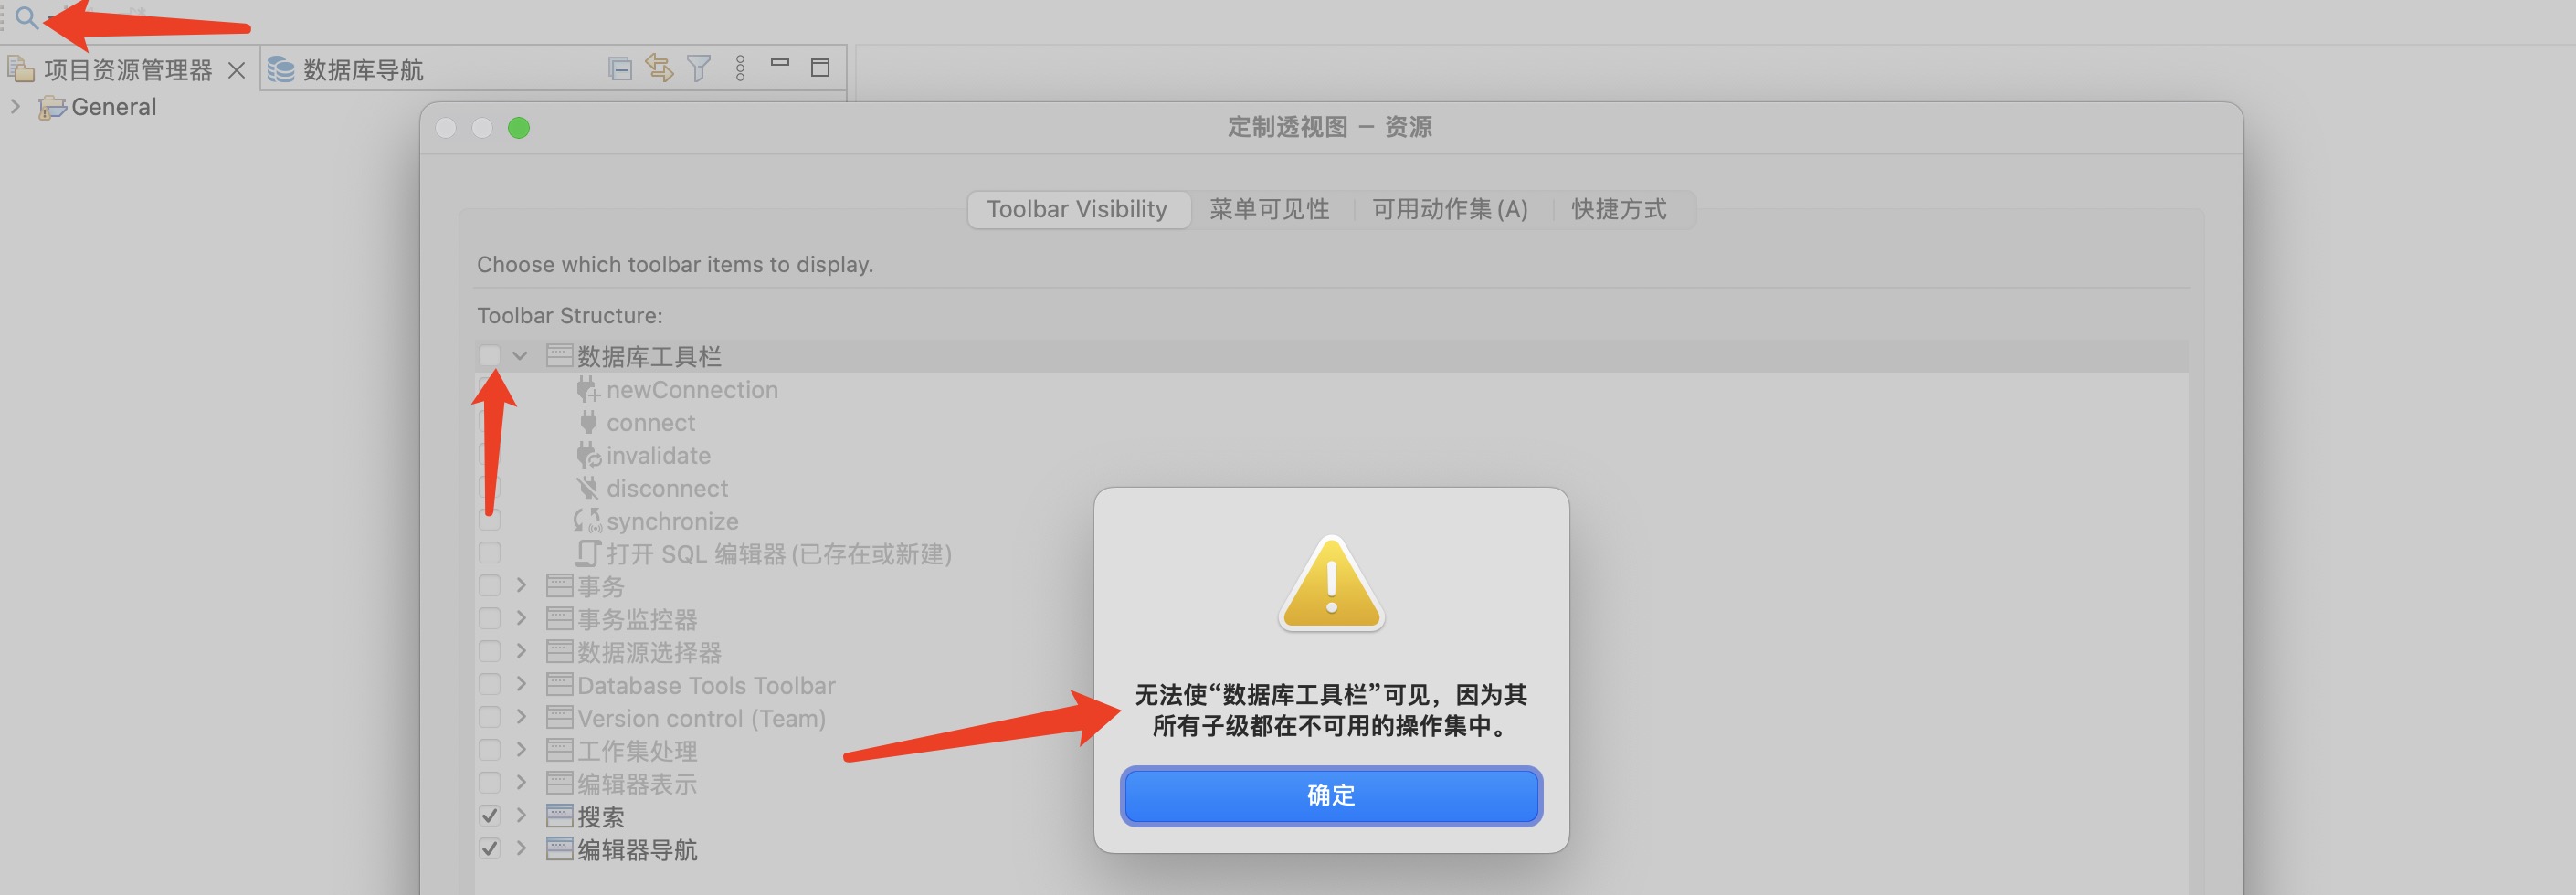 项目资源管理器
数据库导航
General
定制透视图 — 资源
Toolbar Visibility
菜单可见性
可用动作集(A)
快捷方式
Choose which toolbar items to display.
Toolbar Structure:
数据库工具栏
newConnection
connect
invalidate
disconnect
synchronize
打开 SQL 编辑器(已存在或新建)
事务
事务监控器
数据源选择器
Database Tools Toolbar
Version control (Team)
工作集处理
编辑器表示
搜索
编辑器导航
无法使“数据库工具栏”可见，因为其
所有子级都在不可用的操作集中。
确定